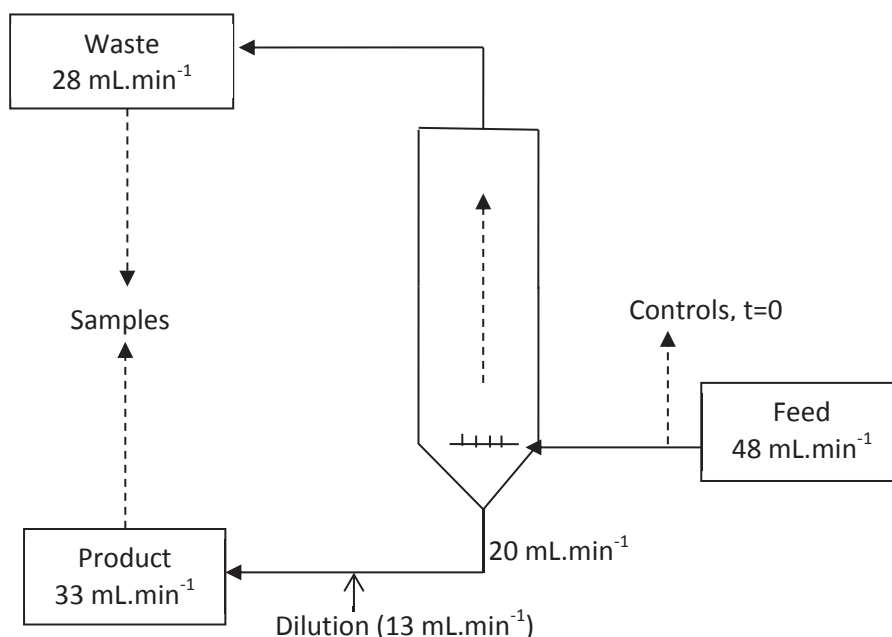 Waste
28 mL.min⁻¹
Samples
Controls, t=0
Feed
48 mL.min⁻¹
20 mL.min⁻¹
Product
33 mL.min⁻¹
Dilution (13 mL.min⁻¹)